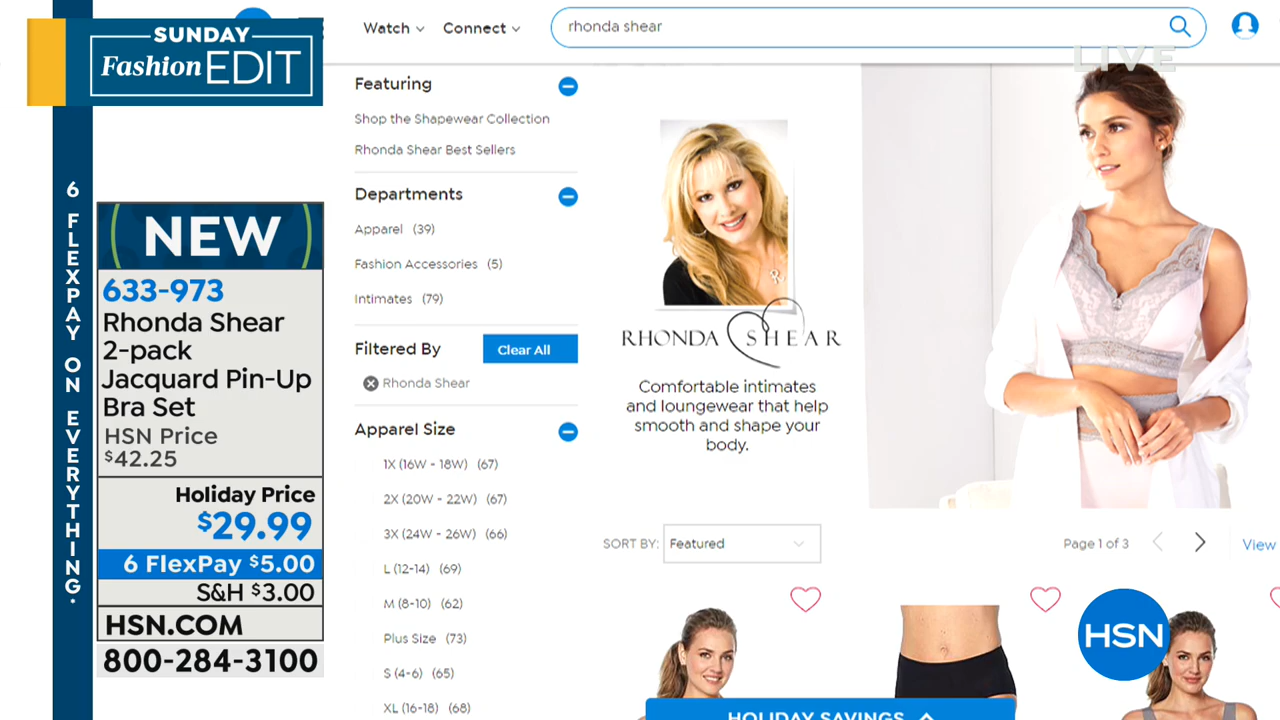 SUNDAY
Fashion EDIT
6 FLEXPAY ON EVERYTHING.
NEW
633-973
Rhonda Shear
2-pack
Jacquard Pin-Up
Bra Set
HSN Price
$42.25
Holiday Price
$29.99
6 FlexPay $5.00
S&H $3.00
HSN.COM
800-284-3100
Watch
Connect
rhonda shear
LIVE
Featuring
Shop the Shapewear Collection
Rhonda Shear Best Sellers
Departments
Apparel (39)
Fashion Accessories (5)
Intimates (79)
Filtered By
Clear All
Rhonda Shear
Apparel Size
1X (16W - 18W) (67)
2X (20W - 22W) (67)
3X (24W - 26W) (66)
L (12-14) (69)
M (8-10) (62)
Plus Size (73)
S (4-6) (65)
XL (16-18) (68)
RHONDA SHEAR
Comfortable intimates
and loungewear that help
smooth and shape your
body.
SORT BY: Featured
Page 1 of 3
View
HSN
HOLIDAY SAVINGS